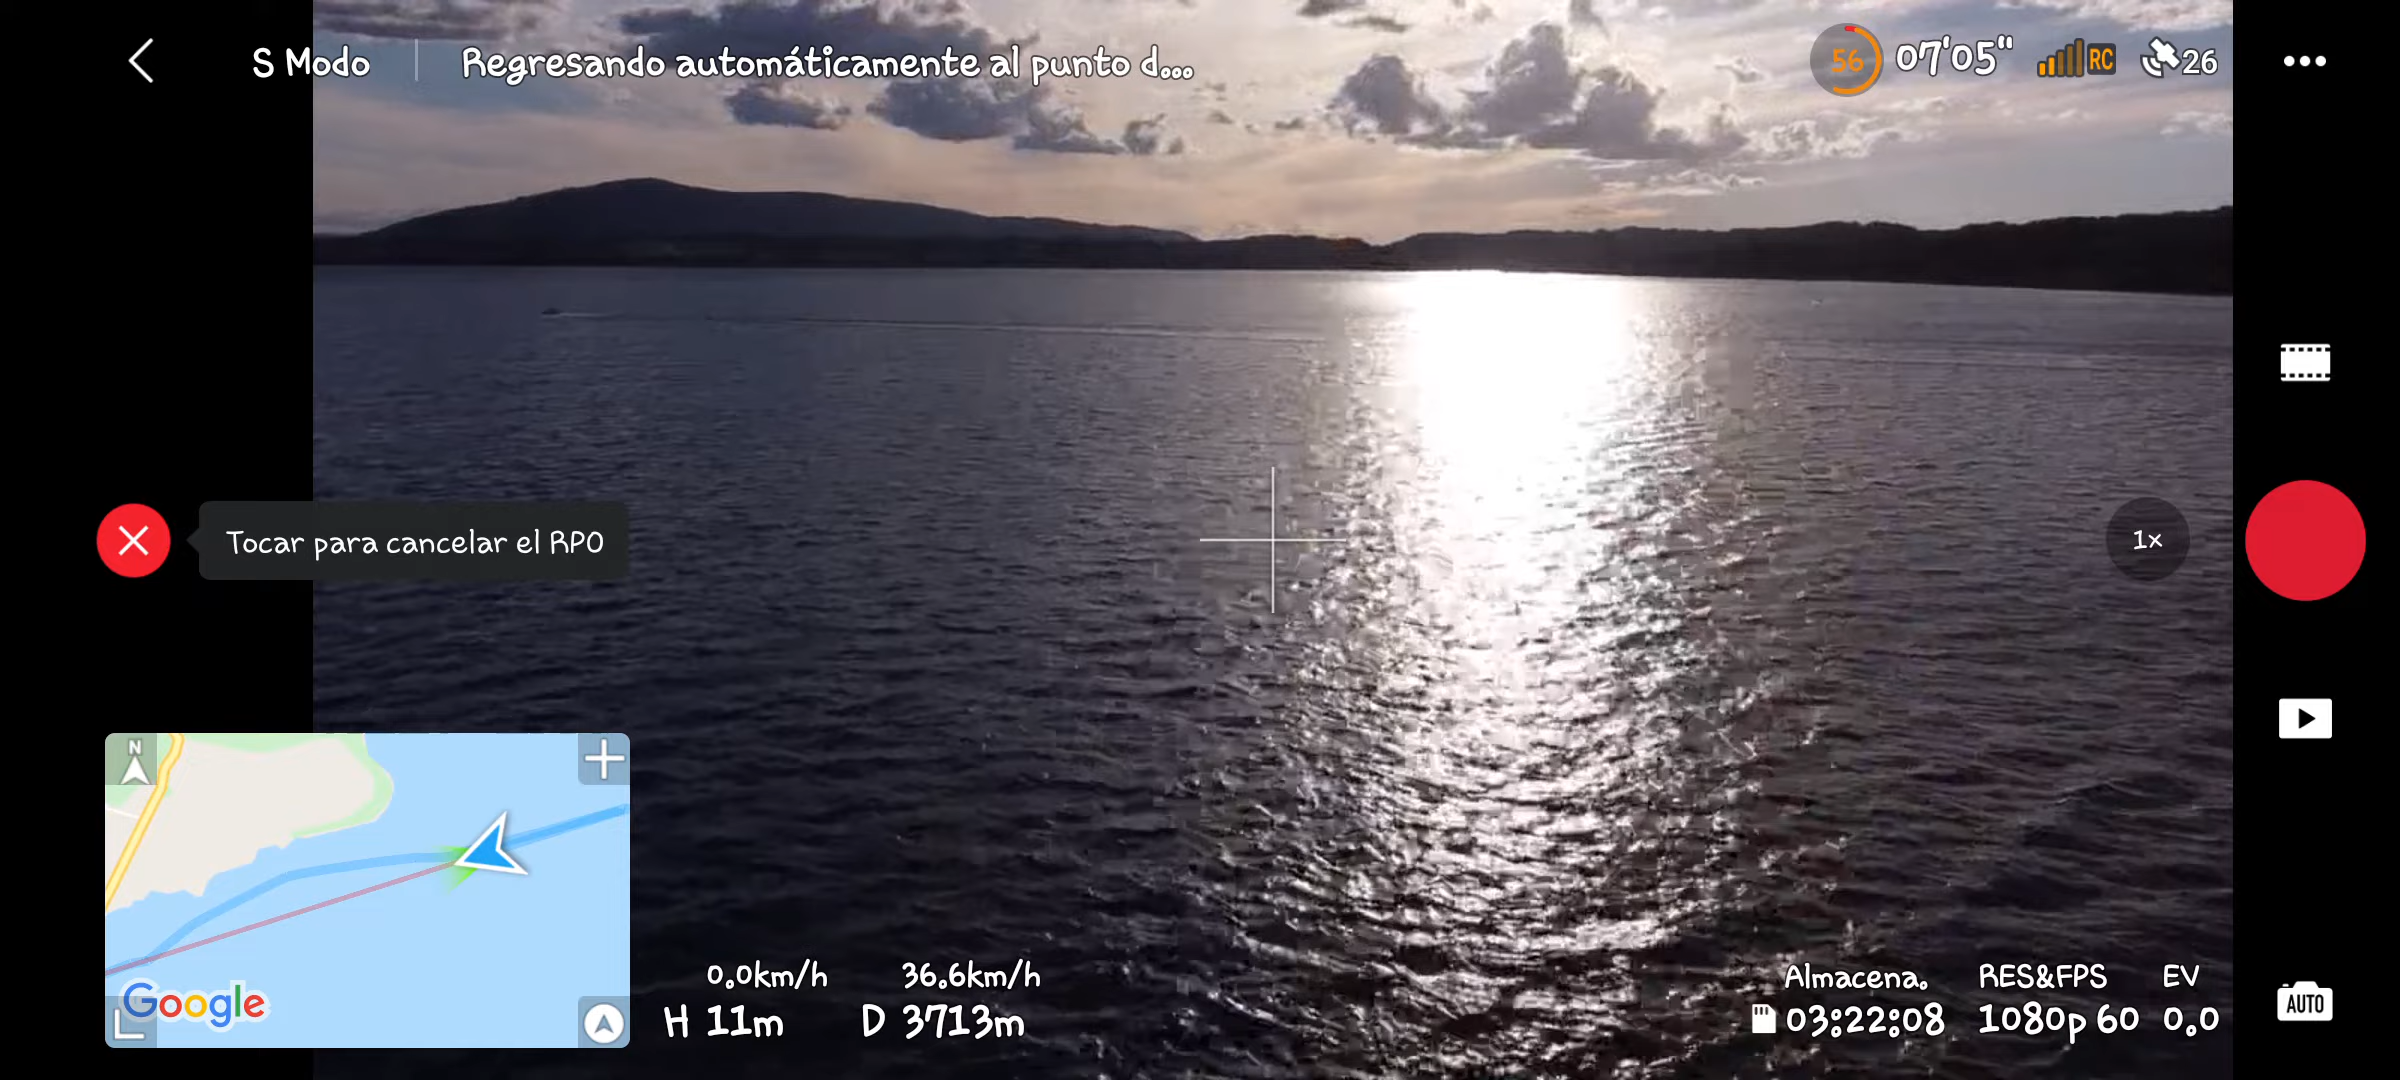 S Modo
Regresando automáticamente al punto d...
56
07'05"
RC
26
Tocar para cancelar el RPO
1x
N
Google
0.0km/h
36.6km/h
H 11m
D 3713m
Almacena.
RES&FPS
EV
03:22:08
1080p 60
0.0
AUTO